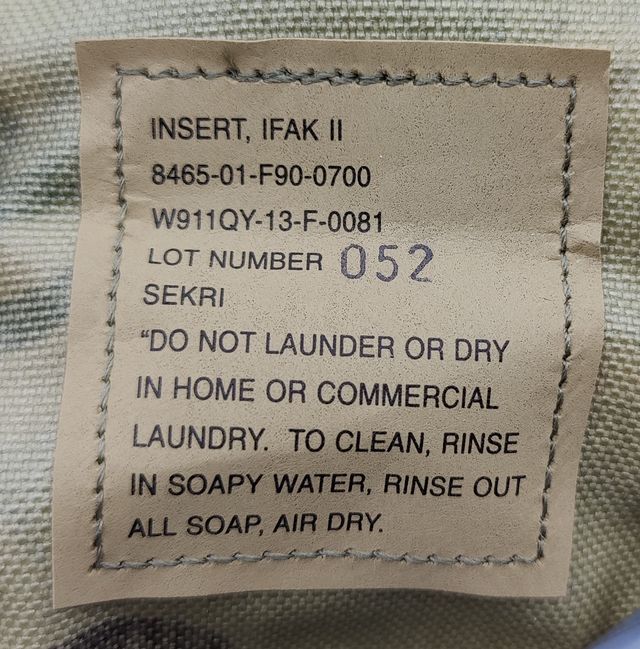 INSERT, IFAK II
8465-01-F90-0700
W911QY-13-F-0081
LOT NUMBER 052
SEKRI
“DO NOT LAUNDER OR DRY
IN HOME OR COMMERCIAL
LAUNDRY. TO CLEAN, RINSE
IN SOAPY WATER, RINSE OUT
ALL SOAP, AIR DRY.